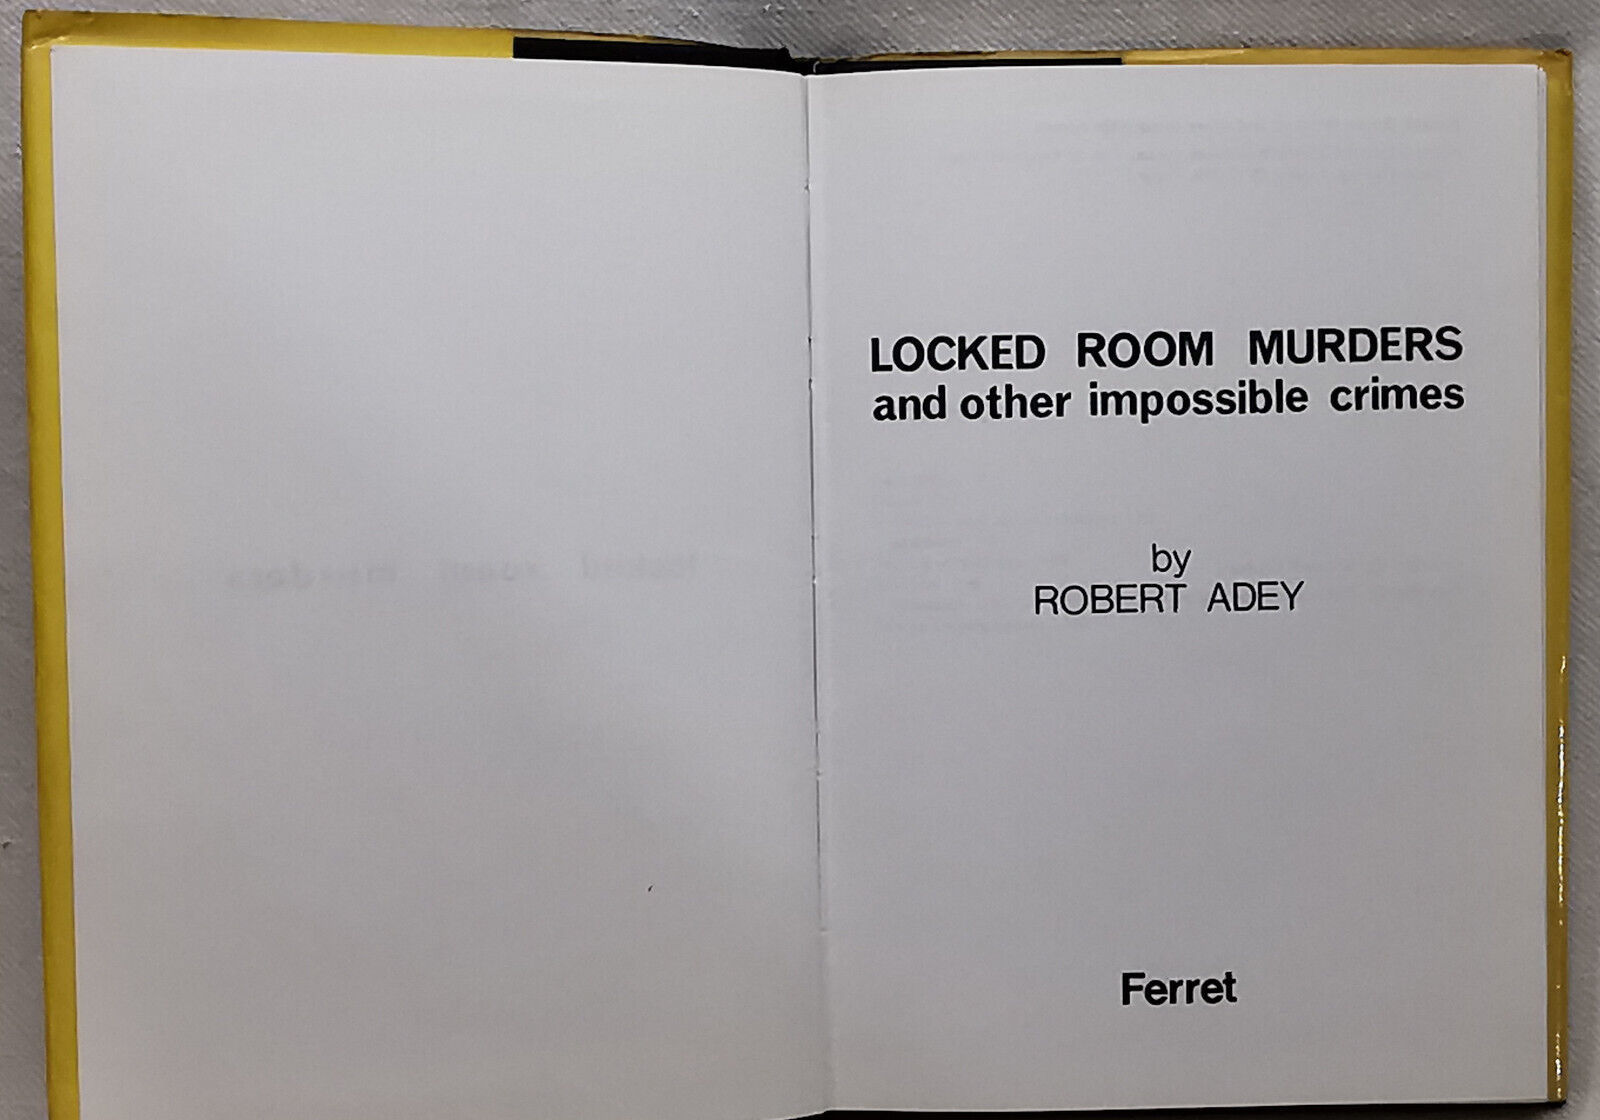 LOCKED ROOM MURDERS
and other impossible crimes
by
ROBERT ADEY
Ferret